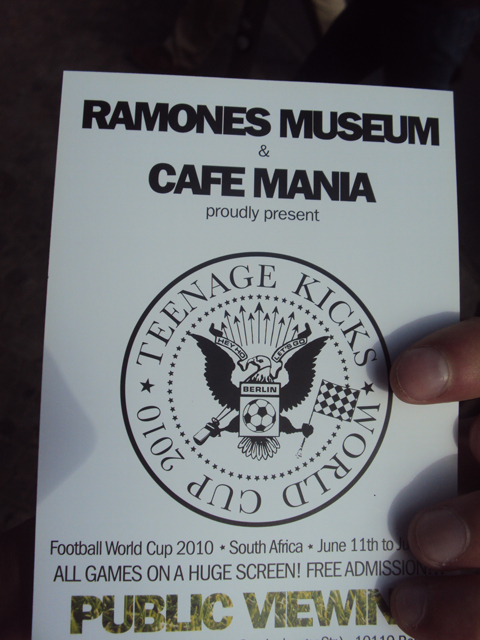 RAMONES MUSEUM
&
CAFE MANIA
proudly present
★ TEENAGE KICKS ★ WORLD CUP 2010
HEY HO LET'S GO
BERLIN
Football World Cup 2010 ★ South Africa ★ June 11th to
ALL GAMES ON A HUGE SCREEN! FREE ADMISSION
PUBLIC